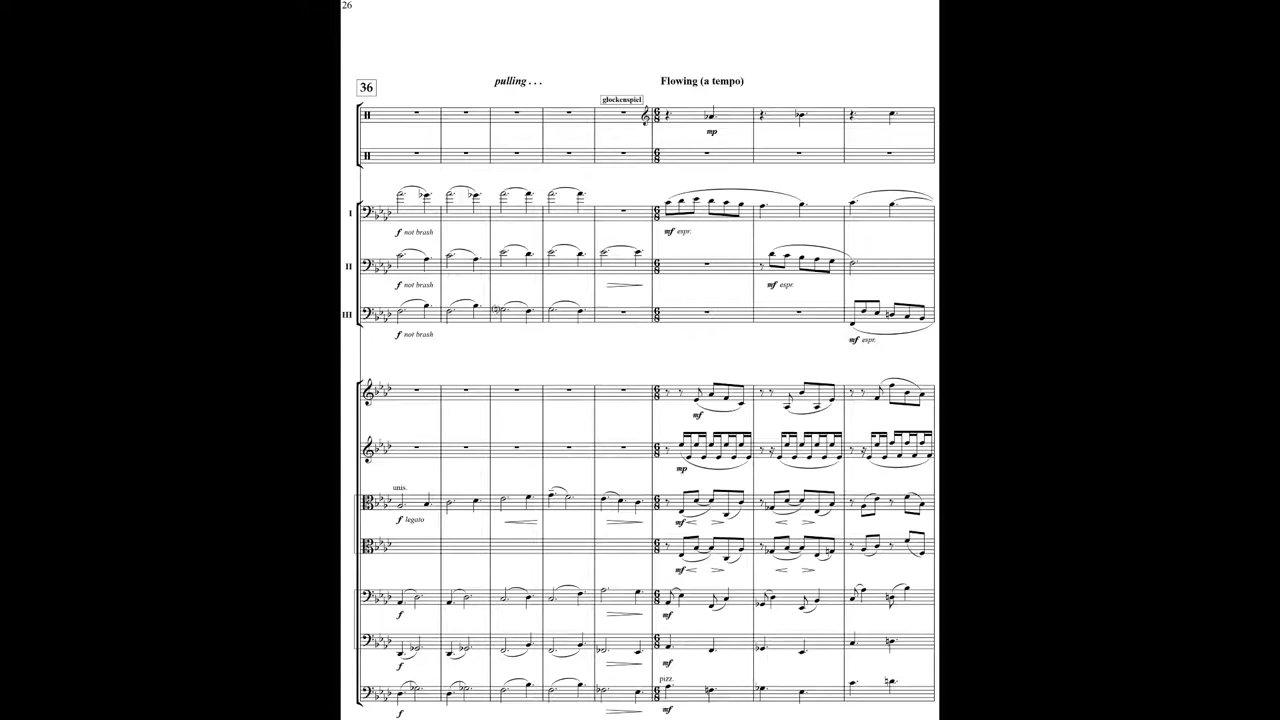 26
36
pulling . . .
Flowing (a tempo)
glockenspiel
mp
I
f not brash
mf espr.
II
f not brash
mf espr.
III
f not brash
mf espr.
mf
mp
unis.
f legato
mf
mf
f
mf
f
mf
pizz.
f
mf